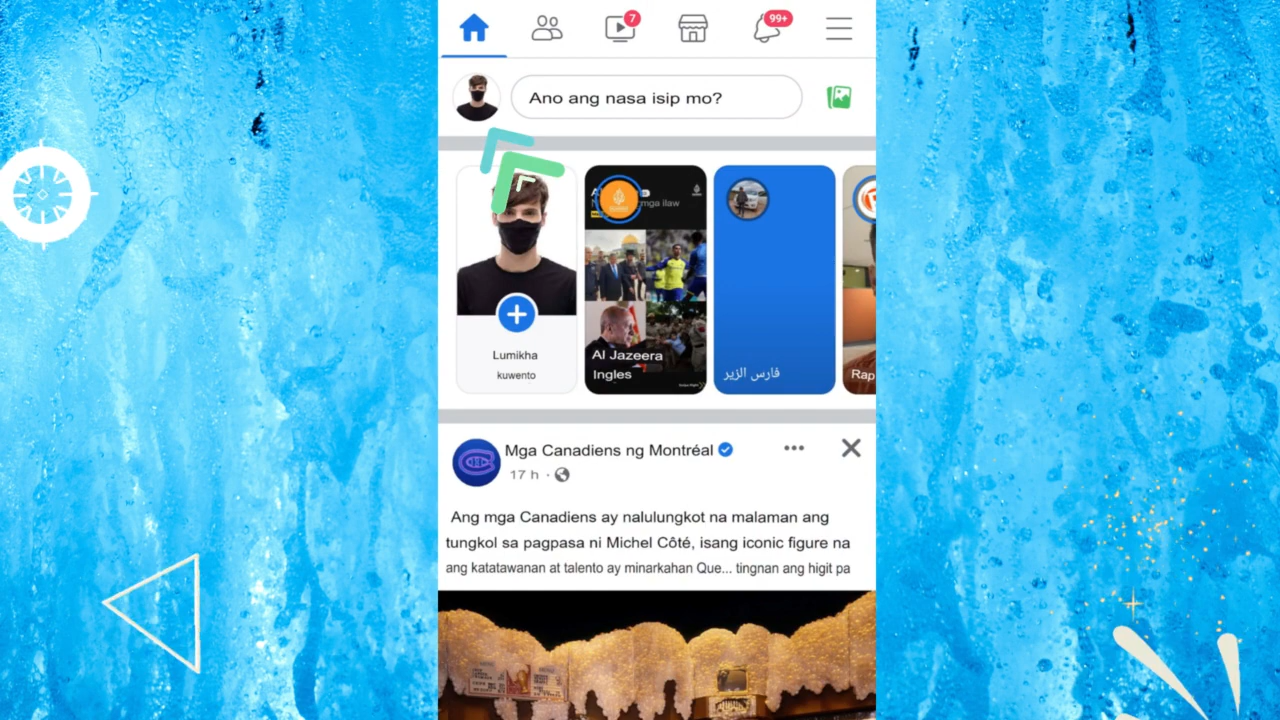 7
99+
Ano ang nasa isip mo?
mga ilaw
Lumikha
kuwento
Al Jazeera
Ingles
فارس الزير
Rap
Mga Canadiens ng Montréal
17 h ·
Ang mga Canadiens ay nalulungkot na malaman ang
tungkol sa pagpasa ni Michel Côté, isang iconic figure na
ang katatawanan at talento ay minarkahan Que... tingnan ang higit pa